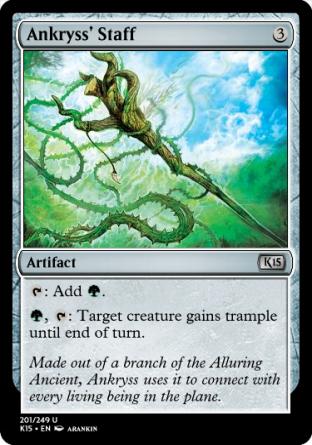 Ankryss' Staff 3
K15
Artifact
: Add .
, : Target creature gains trample
until end of turn.
Made out of a branch of the Alluring
Ancient, Ankryss uses it to connect with
every living being in the plane.
201/249 U
K15 • EN ARANKIN